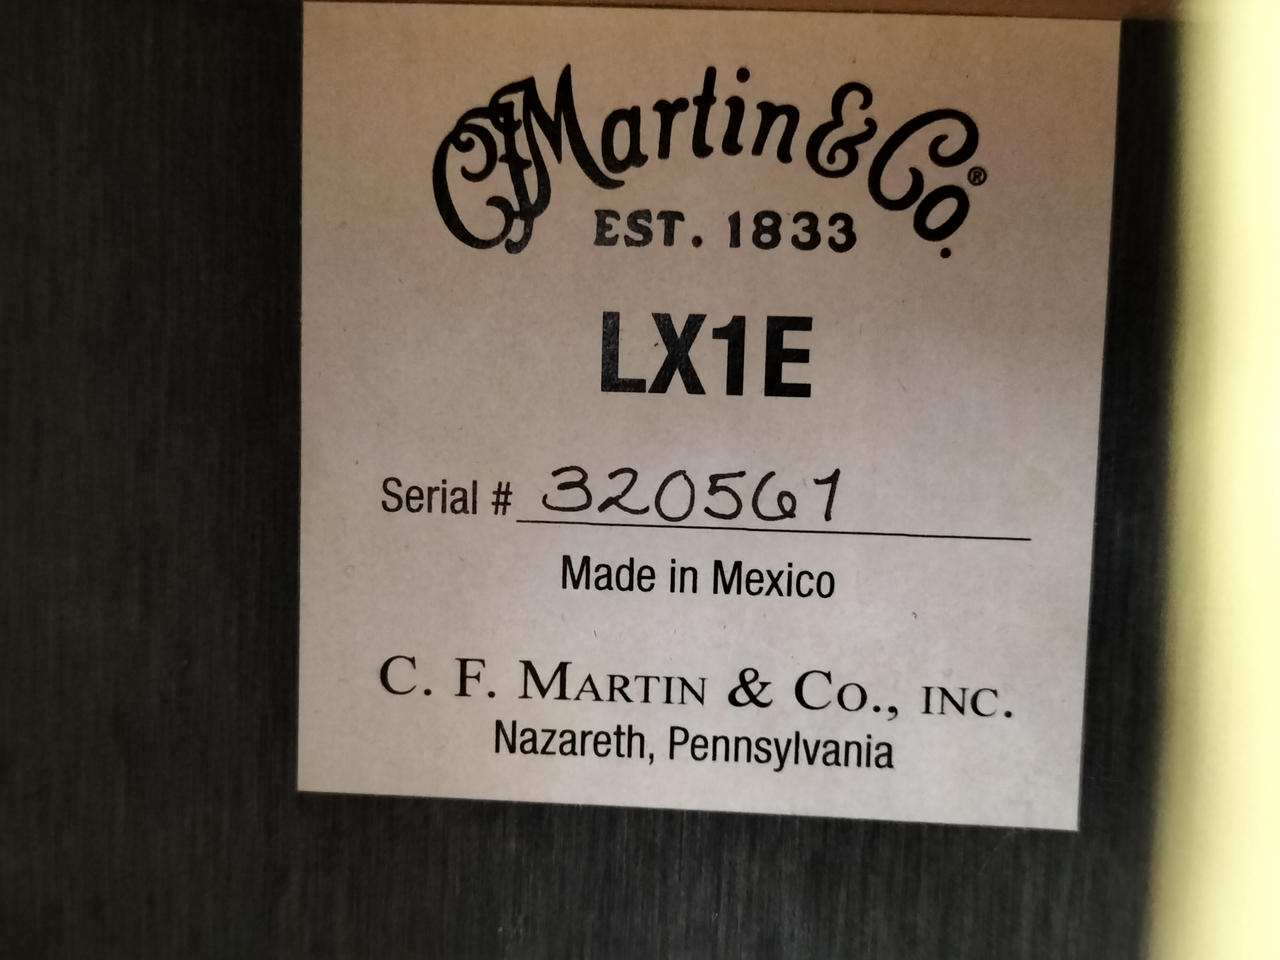 CFMartin & Co.®
EST. 1833
LX1E
Serial # 320561
Made in Mexico
C. F. MARTIN & CO., INC.
Nazareth, Pennsylvania